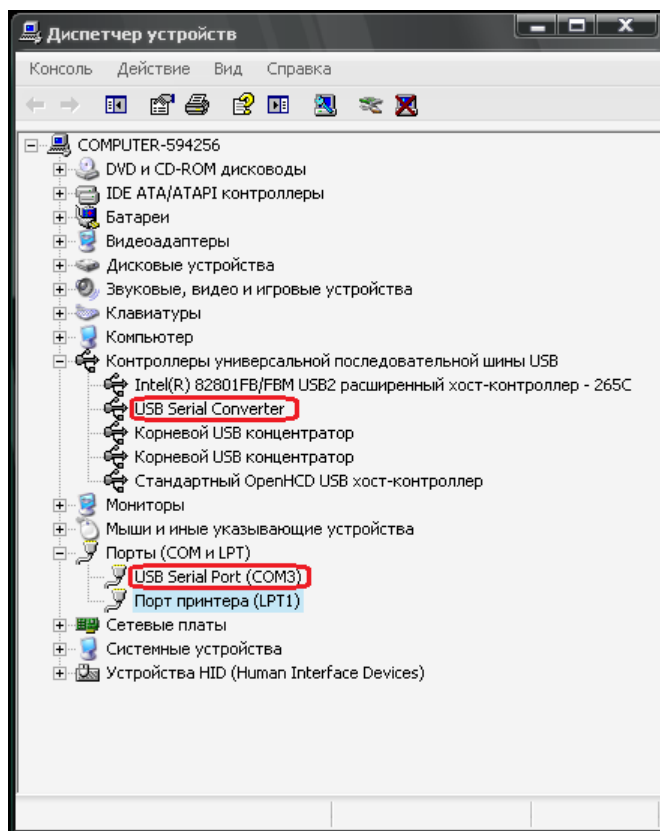 Диспетчер устройств
Консоль Действие Вид Справка
COMPUTER-594256
DVD и CD-ROM дисководы
IDE ATA/ATAPI контроллеры
Батареи
Видеоадаптеры
Дисковые устройства
Звуковые, видео и игровые устройства
Клавиатуры
Компьютер
Контроллеры универсальной последовательной шины USB
Intel(R) 82801FB/FBM USB2 расширенный хост-контроллер - 265C
USB Serial Converter
Корневой USB концентратор
Корневой USB концентратор
Стандартный OpenHCD USB хост-контроллер
Мониторы
Мыши и иные указывающие устройства
Порты (COM и LPT)
USB Serial Port (COM3)
Порт принтера (LPT1)
Сетевые платы
Системные устройства
Устройства HID (Human Interface Devices)